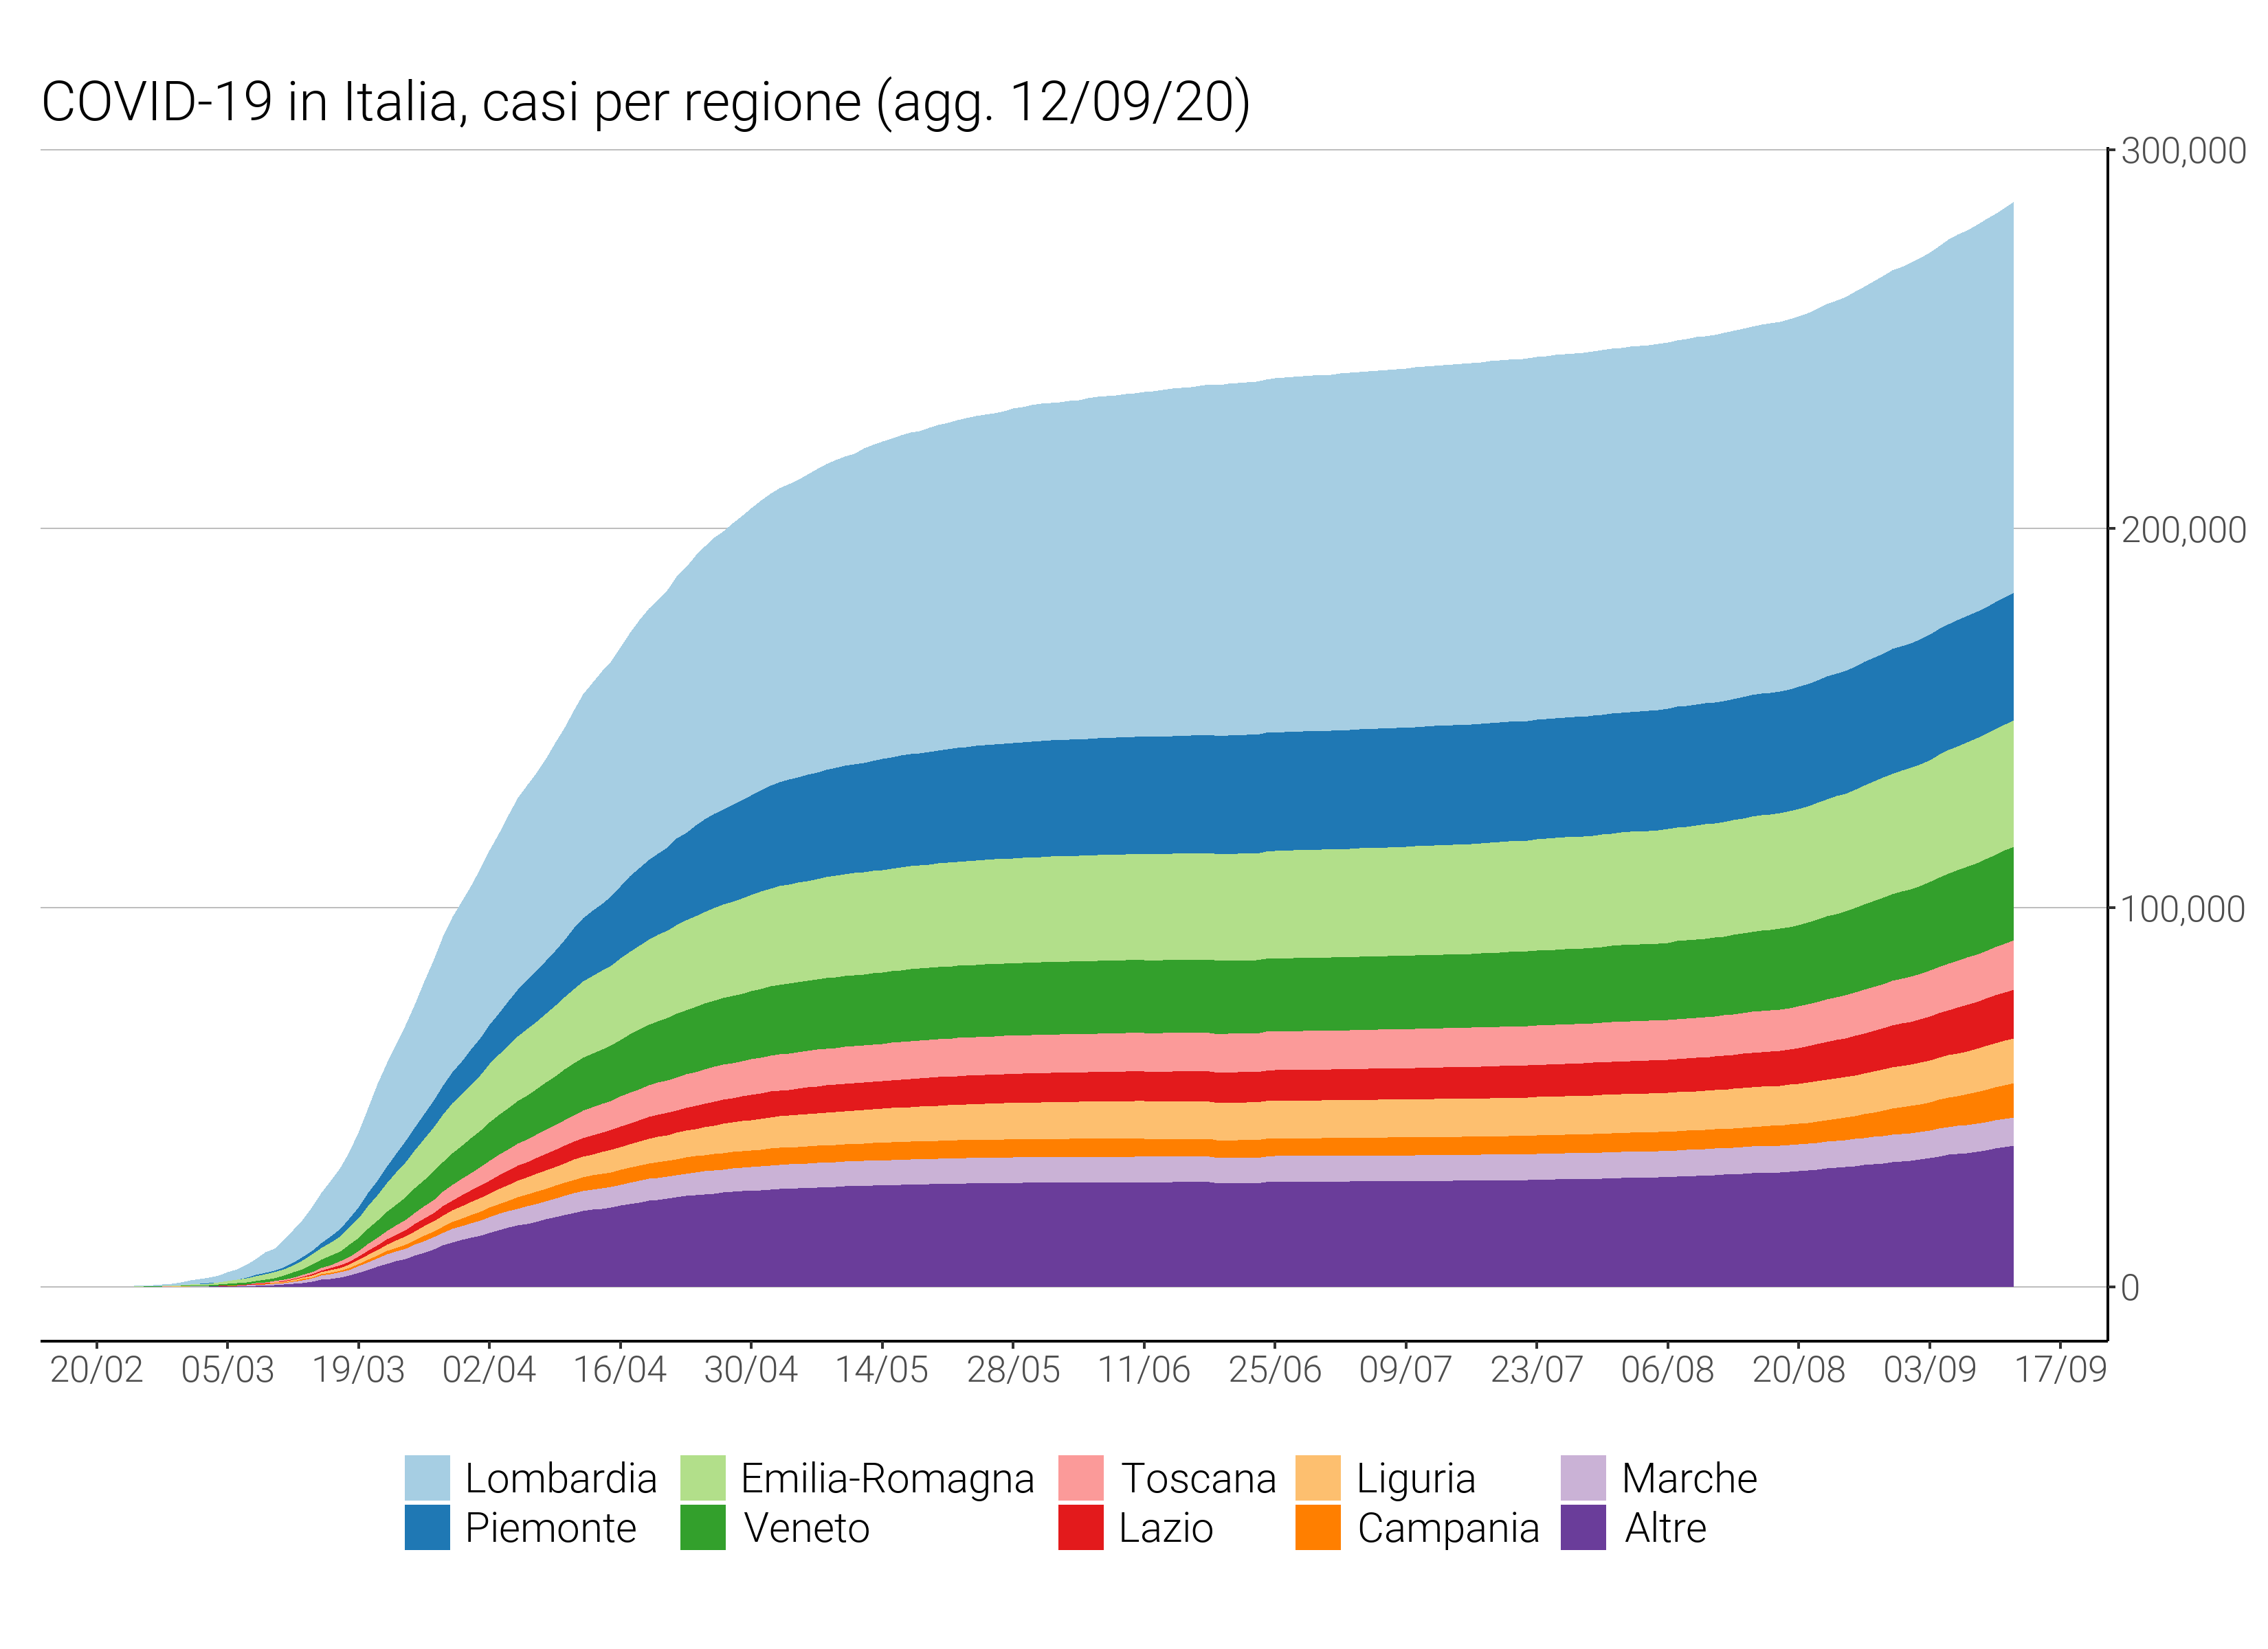 COVID-19 in Italia, casi per regione (agg. 12/09/20)
300,000
200,000
100,000
0
20/02 05/03 19/03 02/04 16/04 30/04 14/05 28/05 11/06 25/06 09/07 23/07 06/08 20/08 03/09 17/09
Lombardia Emilia-Romagna Toscana Liguria Marche
Piemonte Veneto Lazio Campania Altre